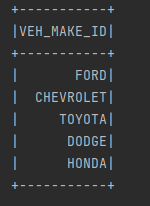 +-----------+
|VEH_MAKE_ID|
+-----------+
|       FORD|
|  CHEVROLET|
|     TOYOTA|
|      DODGE|
|      HONDA|
+-----------+